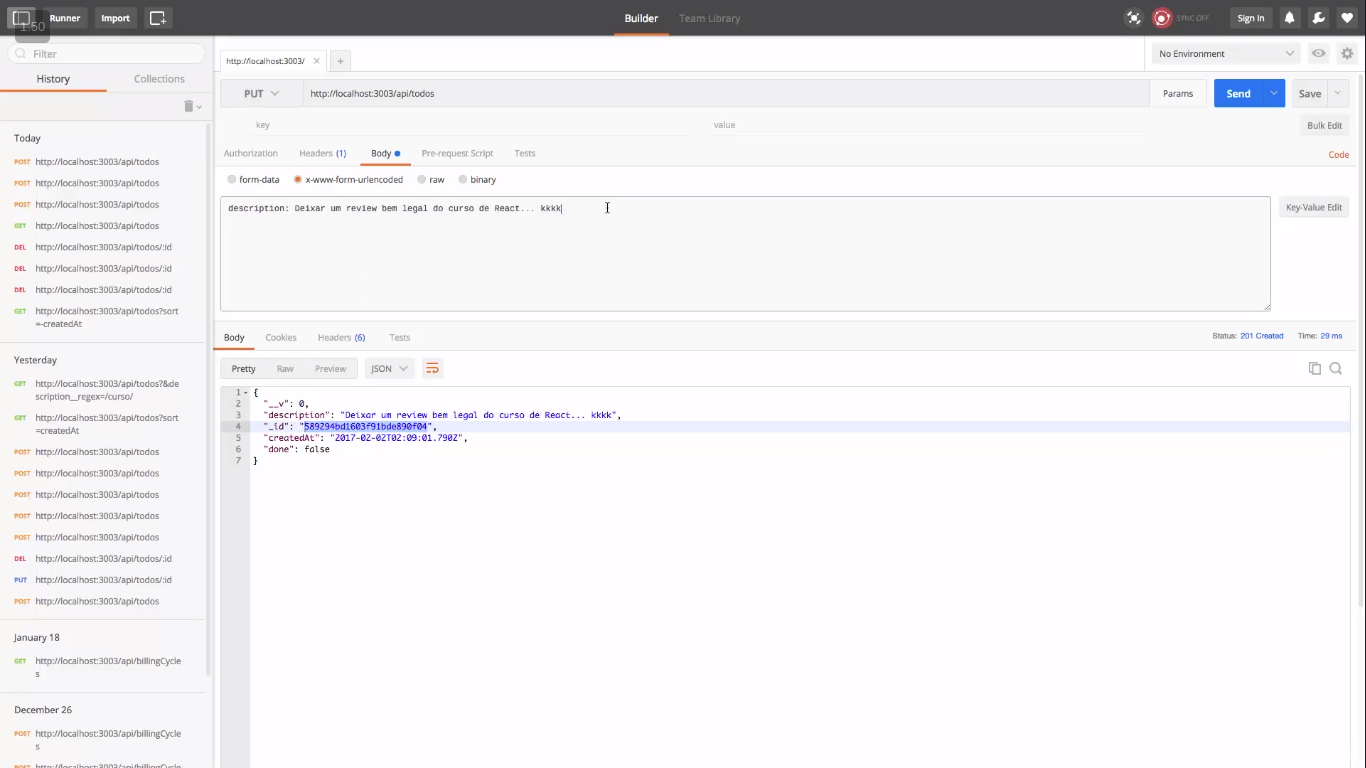 1:50
Runner
Import
Builder
Team Library
SYNC OFF
Sign In
Filter
History
Collections
http://localhost:3003/
No Environment
PUT
http://localhost:3003/api/todos
Params
Send
Save
key
value
Bulk Edit
Authorization
Headers (1)
Body
Pre-request Script
Tests
Code
form-data
x-www-form-urlencoded
raw
binary
description: Deixar um review bem legal do curso de React... kkkk
Key-Value Edit
Body
Cookies
Headers (6)
Tests
Status: 201 Created
Time: 29 ms
Pretty
Raw
Preview
JSON
1 {
2 "__v": 0,
3 "description": "Deixar um review bem legal do curso de React... kkkk",
4 "_id": "589294bd1603f91bde890f04",
5 "createdAt": "2017-02-02T02:09:01.790Z",
6 "done": false
7 }
Today
POST http://localhost:3003/api/todos
POST http://localhost:3003/api/todos
POST http://localhost:3003/api/todos
GET http://localhost:3003/api/todos
DEL http://localhost:3003/api/todos/:id
DEL http://localhost:3003/api/todos/:id
DEL http://localhost:3003/api/todos/:id
GET http://localhost:3003/api/todos?sort
=-createdAt
Yesterday
GET http://localhost:3003/api/todos?&de
scription__regex=/curso/
GET http://localhost:3003/api/todos?sort
=createdAt
POST http://localhost:3003/api/todos
POST http://localhost:3003/api/todos
POST http://localhost:3003/api/todos
POST http://localhost:3003/api/todos
POST http://localhost:3003/api/todos
DEL http://localhost:3003/api/todos/:id
PUT http://localhost:3003/api/todos/:id
POST http://localhost:3003/api/todos
January 18
GET http://localhost:3003/api/billingCycle
s
December 26
POST http://localhost:3003/api/billingCycle
s
POST http://localhost:3003/api/billingCycle